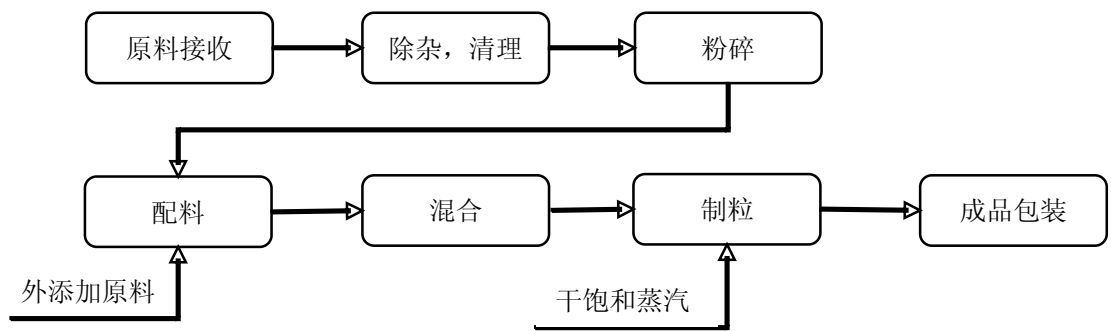 原料接收
除杂，清理
粉碎
配料
混合
制粒
成品包装
外添加原料
干饱和蒸汽